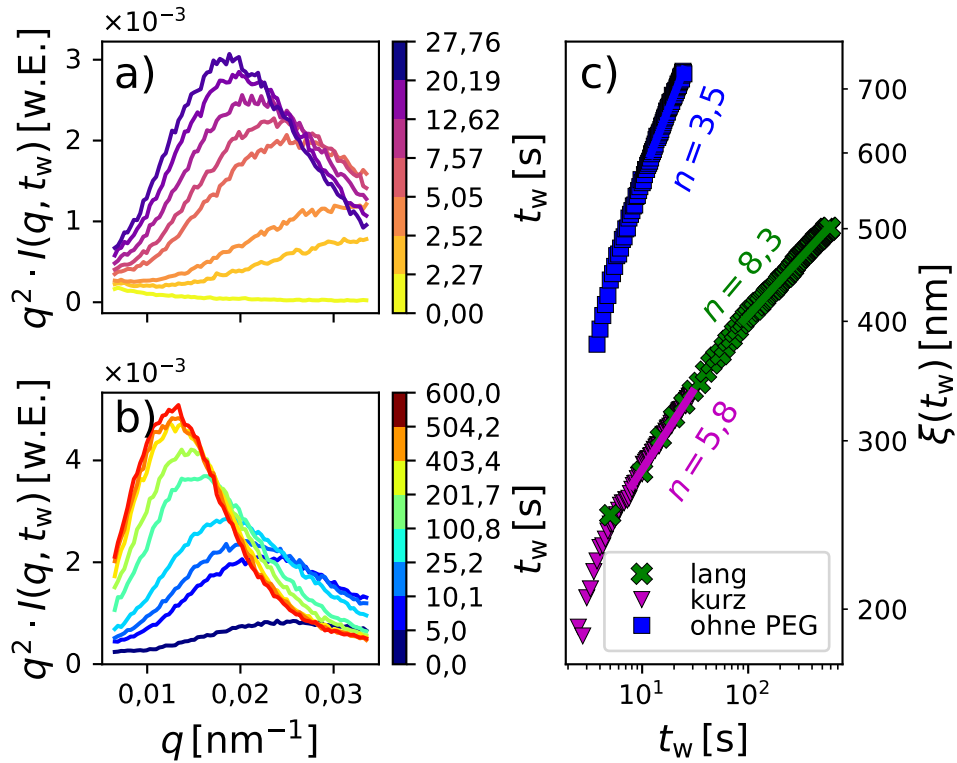 ×10⁻³
a)
q² · I(q, t_w) [w.E.]
3
2
1
0
27,76
20,19
12,62
7,57
5,05
2,52
2,27
0,00
t_w [s]
×10⁻³
b)
q² · I(q, t_w) [w.E.]
4
2
0
0,01
0,02
0,03
q [nm⁻¹]
600,0
504,2
403,4
201,7
100,8
25,2
10,1
5,0
0,0
t_w [s]
c)
n = 3,5
n = 8,3
n = 5,8
lang
kurz
ohne PEG
700
600
500
400
300
200
ξ(t_w) [nm]
10¹
10²
t_w [s]